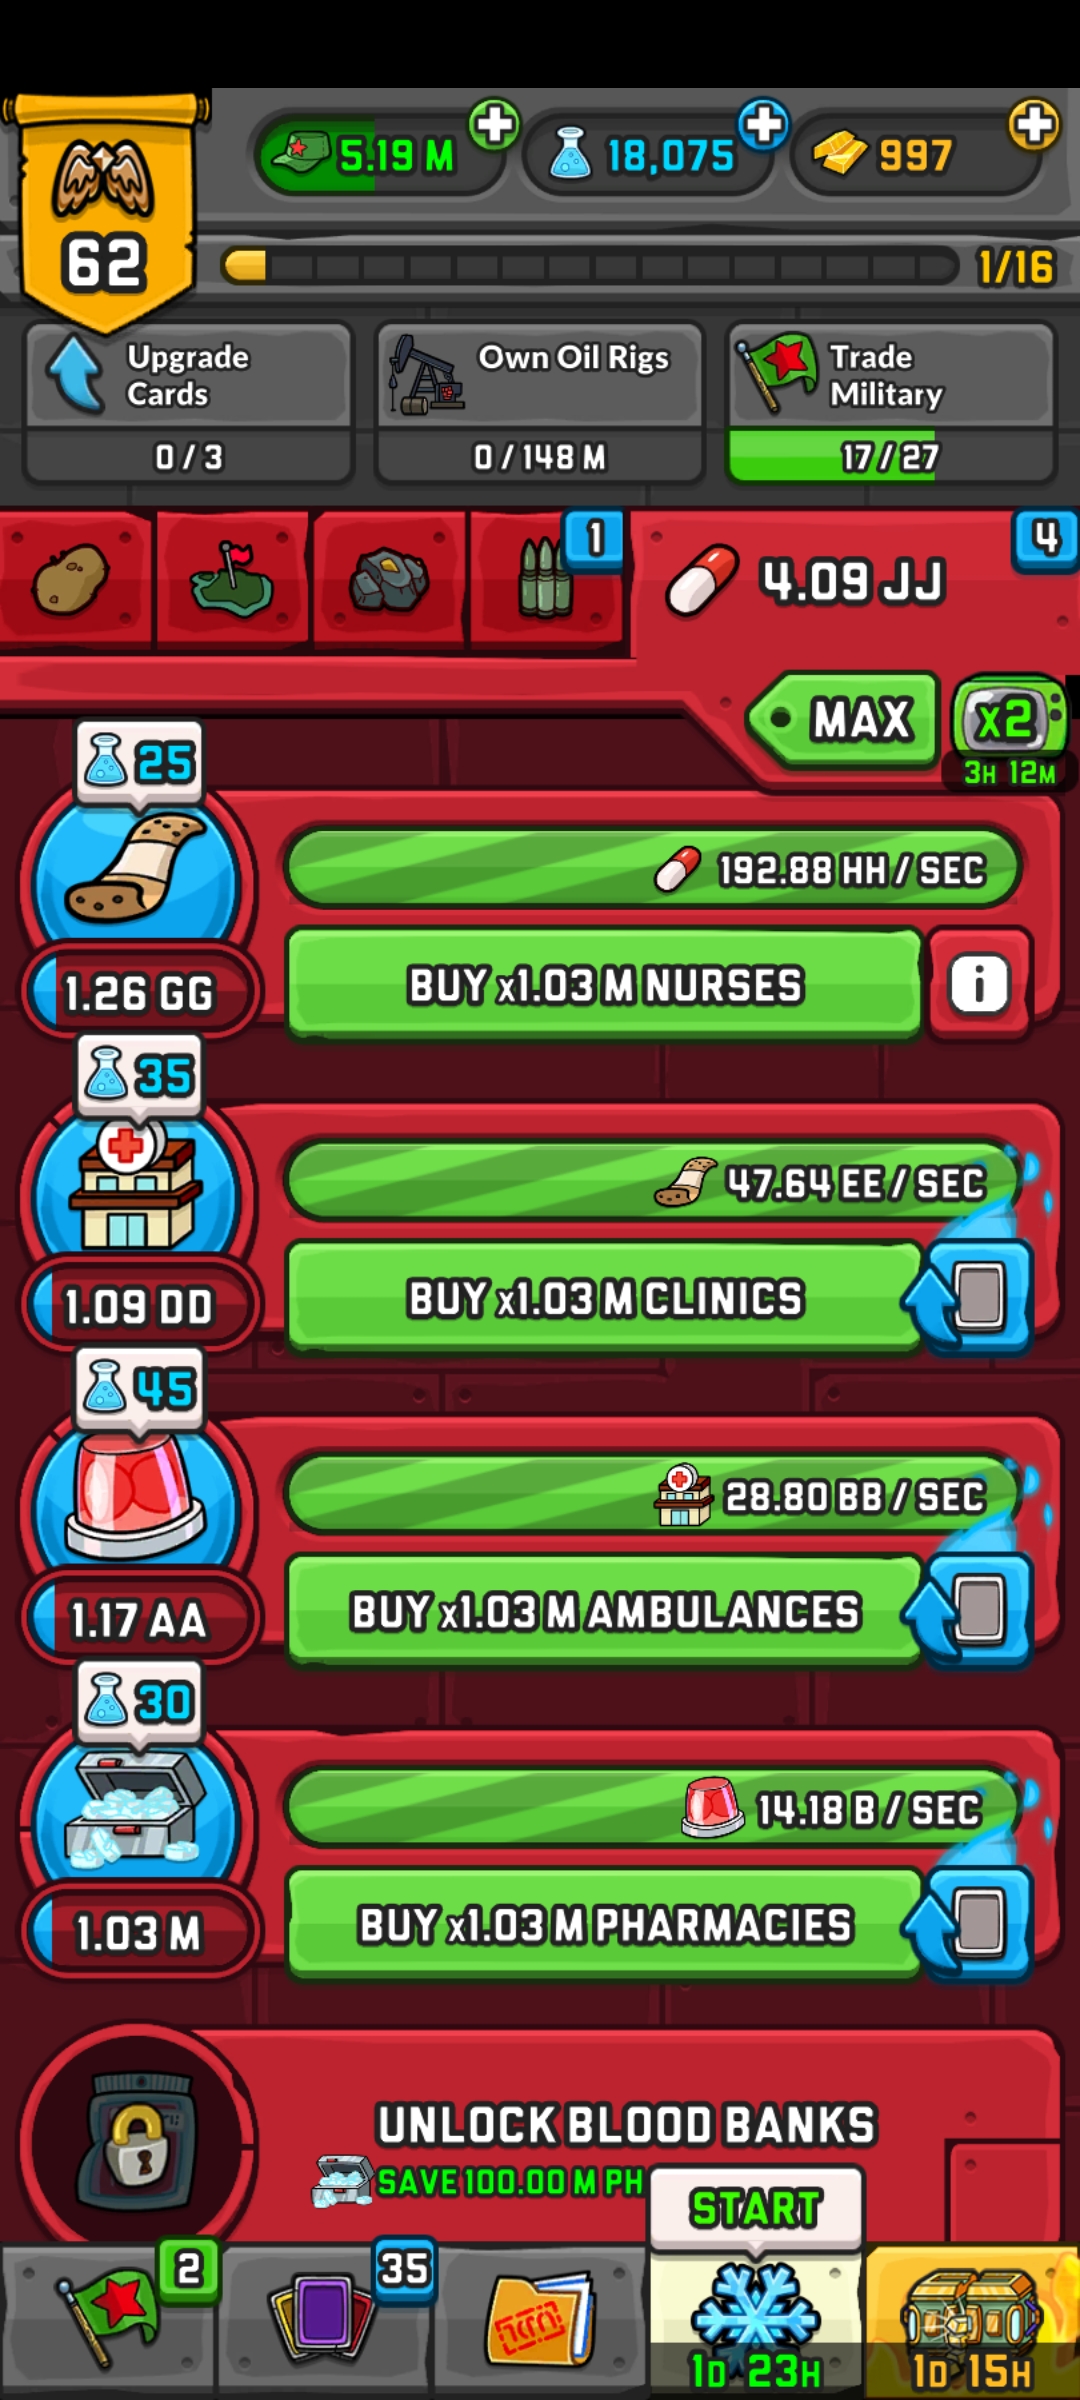 5.19 M
18,075
997
62
1/16
Upgrade
Cards
0 / 3
Own Oil Rigs
0 / 148 M
Trade
Military
17 / 27
1
4.09 JJ
4
MAX
x2
3H 12M
25
192.88 HH / SEC
1.26 GG
BUY x1.03 M NURSES
i
35
47.64 EE / SEC
1.09 DD
BUY x1.03 M CLINICS
45
28.80 BB / SEC
1.17 AA
BUY x1.03 M AMBULANCES
30
14.18 B / SEC
1.03 M
BUY x1.03 M PHARMACIES
UNLOCK BLOOD BANKS
SAVE 100.00 M PH
START
2
35
1D 23H
1D 15H